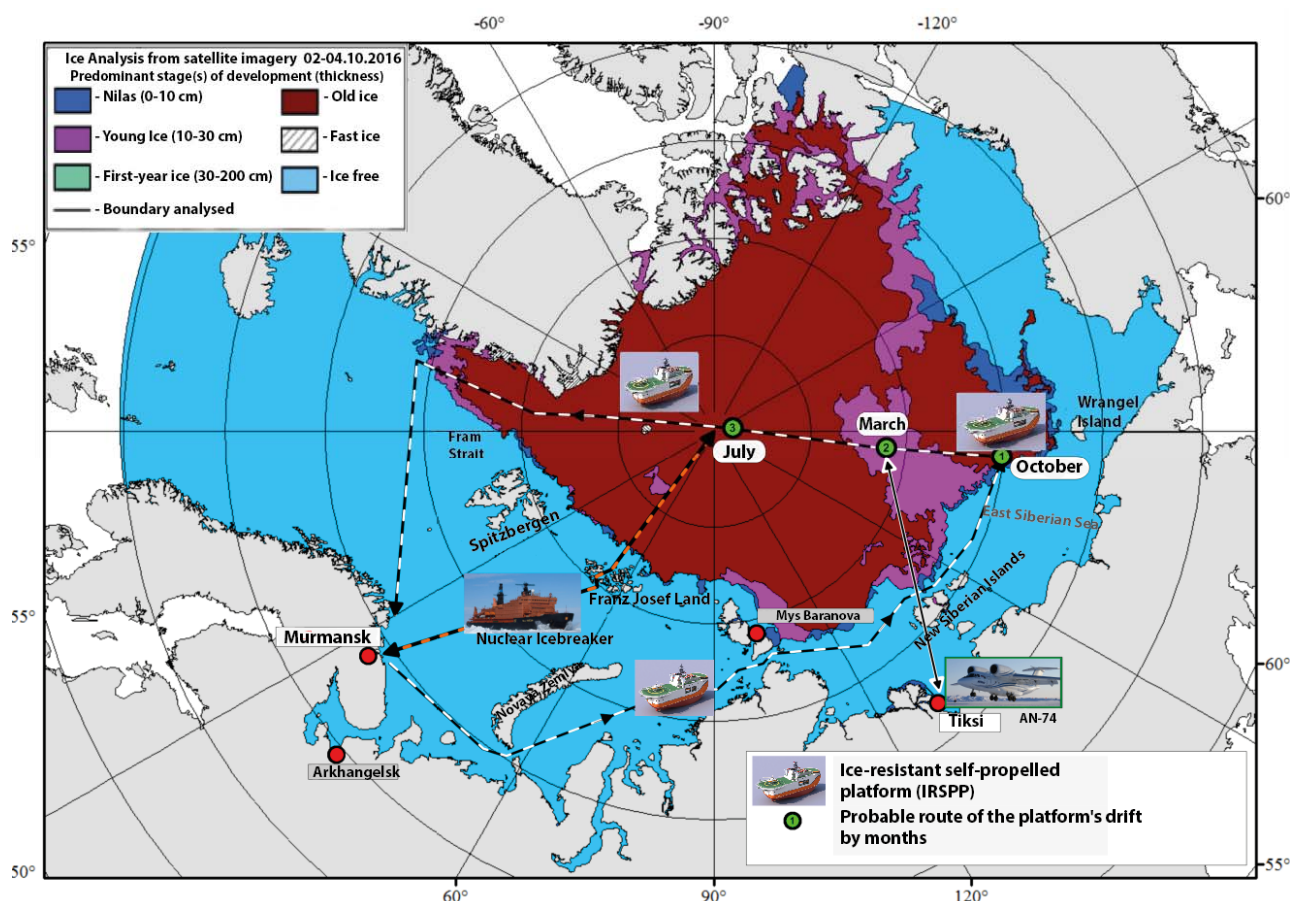 -60°
-90°
-120°
Ice Analysis from satellite imagery 02-04.10.2016
Predominant stage(s) of development (thickness)
- Nilas (0-10 cm)
- Old ice
- Young Ice (10-30 cm)
- Fast ice
- First-year ice (30-200 cm)
- Ice free
- Boundary analysed
60°
55°
Wrangel
Island
March
3
2
1
July
October
Fram
Strait
East Siberian Sea
Spitzbergen
New Siberian Islands
Franz Josef Land
55°
Mys Baranova
Murmansk
Nuclear Icebreaker
60°
Novaya Zemlya
Tiksi
AN-74
Arkhangelsk
Ice-resistant self-propelled
platform (IRSPP)
1
Probable route of the platform's drift
by months
50°
55°
60°
90°
120°